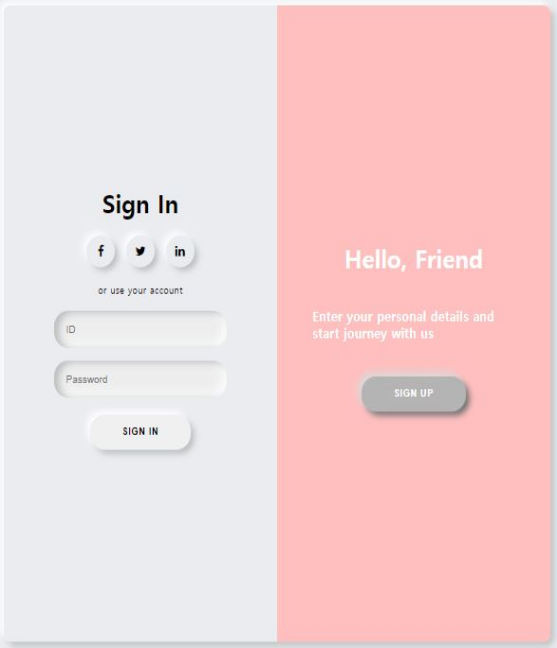 Sign In
f
in
or use your account
ID
Password
SIGN IN
Hello, Friend
Enter your personal details and
start journey with us
SIGN UP